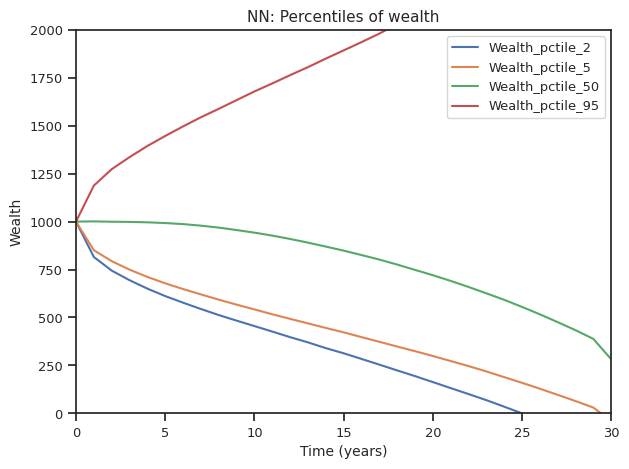 NN: Percentiles of wealth
Wealth_pctile_2
Wealth_pctile_5
Wealth_pctile_50
Wealth_pctile_95
Wealth
2000
1750
1500
1250
1000
750
500
250
0
0 5 10 15 20 25 30
Time (years)